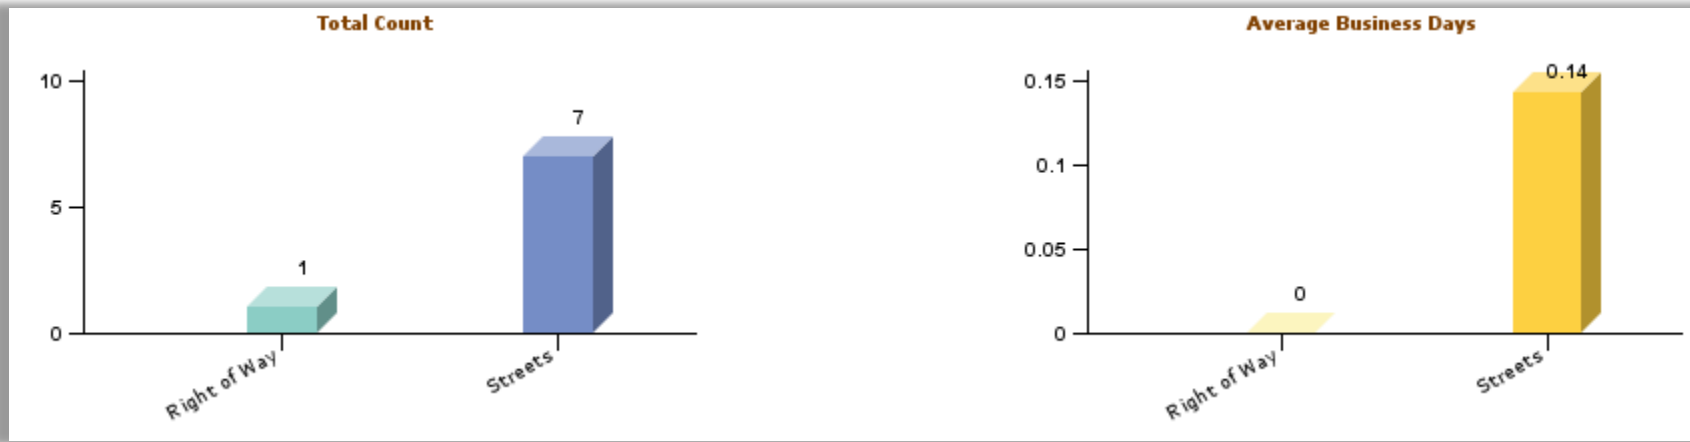 Total Count
10
5
0
1
7
Right of Way
Streets
Average Business Days
0.15
0.1
0.05
0
0
0.14
Right of Way
Streets